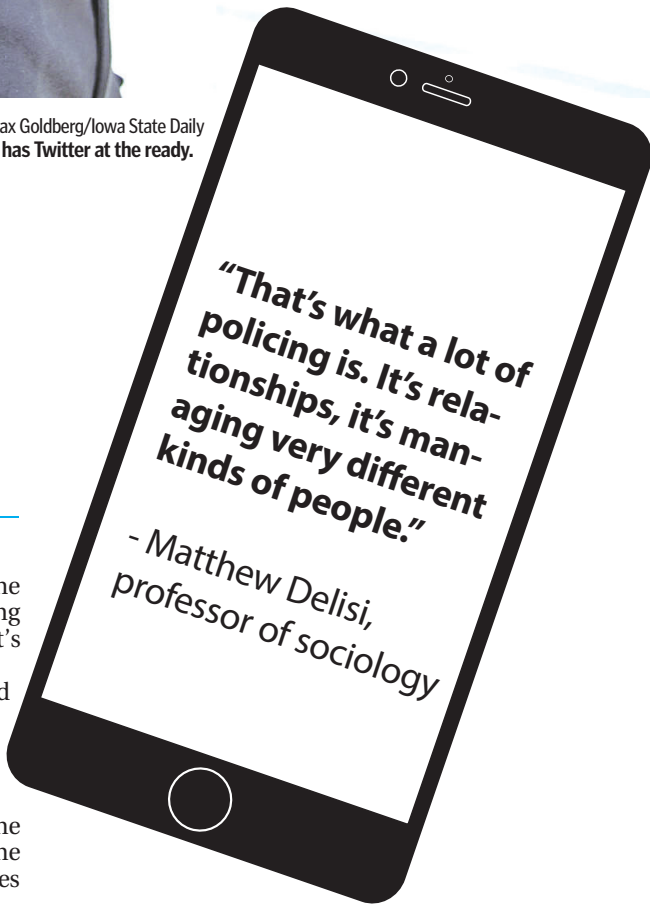 ax Goldberg/Iowa State Daily
has Twitter at the ready.
“That’s what a lot of
policing is. It’s rela-
tionships, it’s man-
aging very different
kinds of people.”
- Matthew Delisi,
professor of sociology